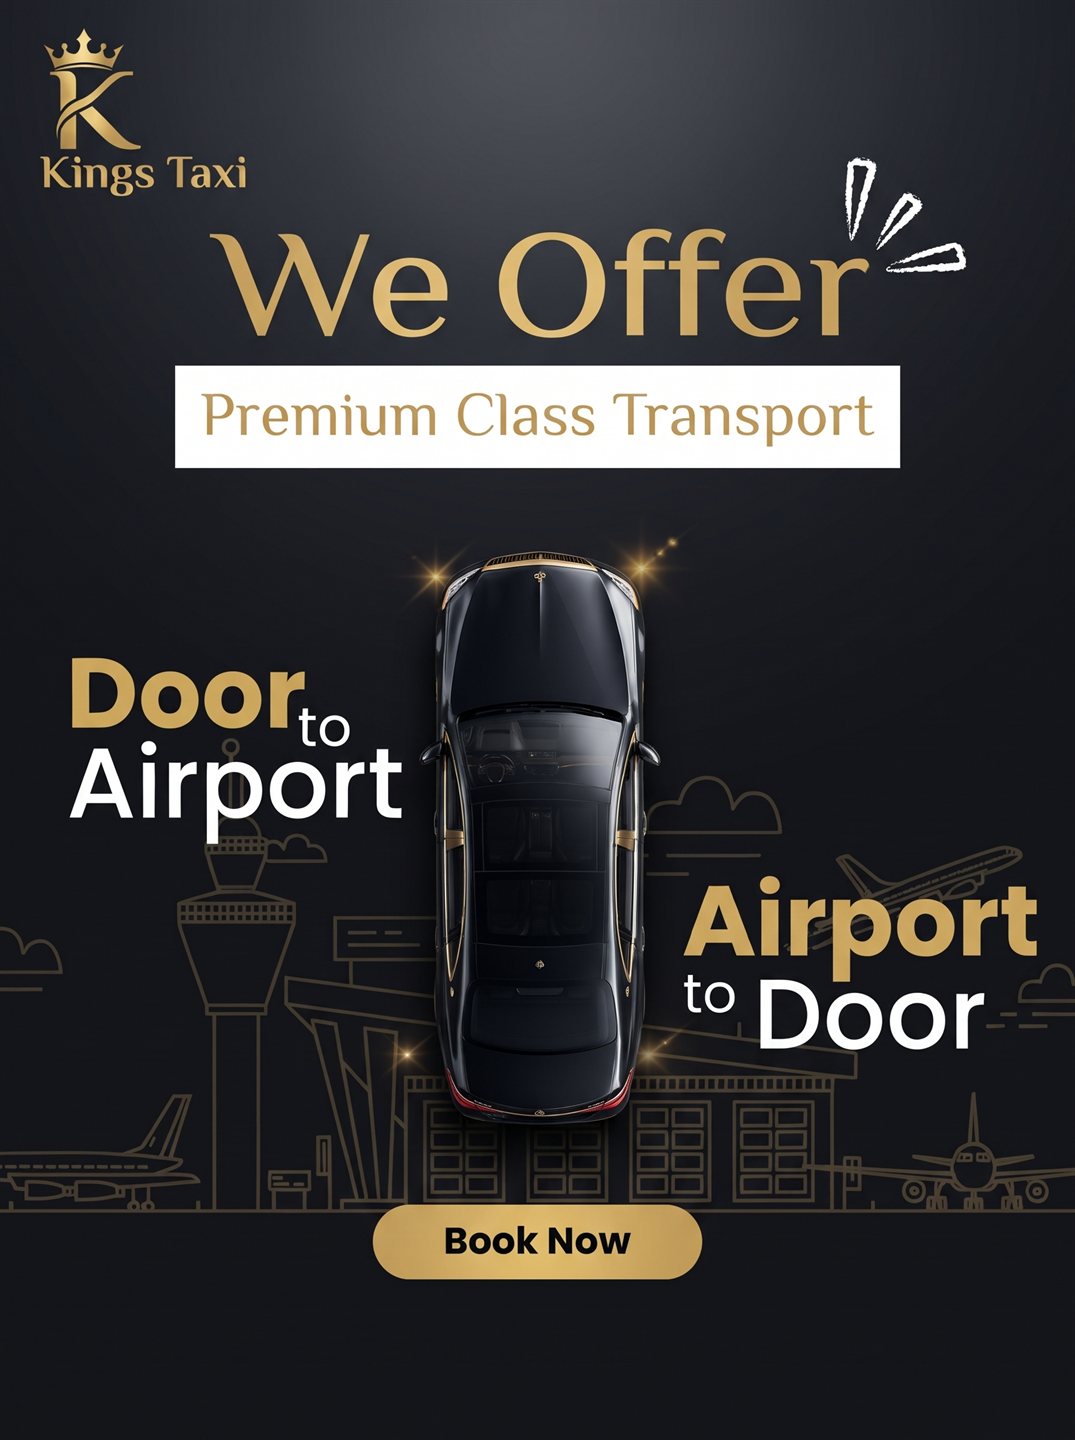 Kings Taxi
We Offer
Premium Class Transport
Door to
Airport
Airport
to Door
Book Now